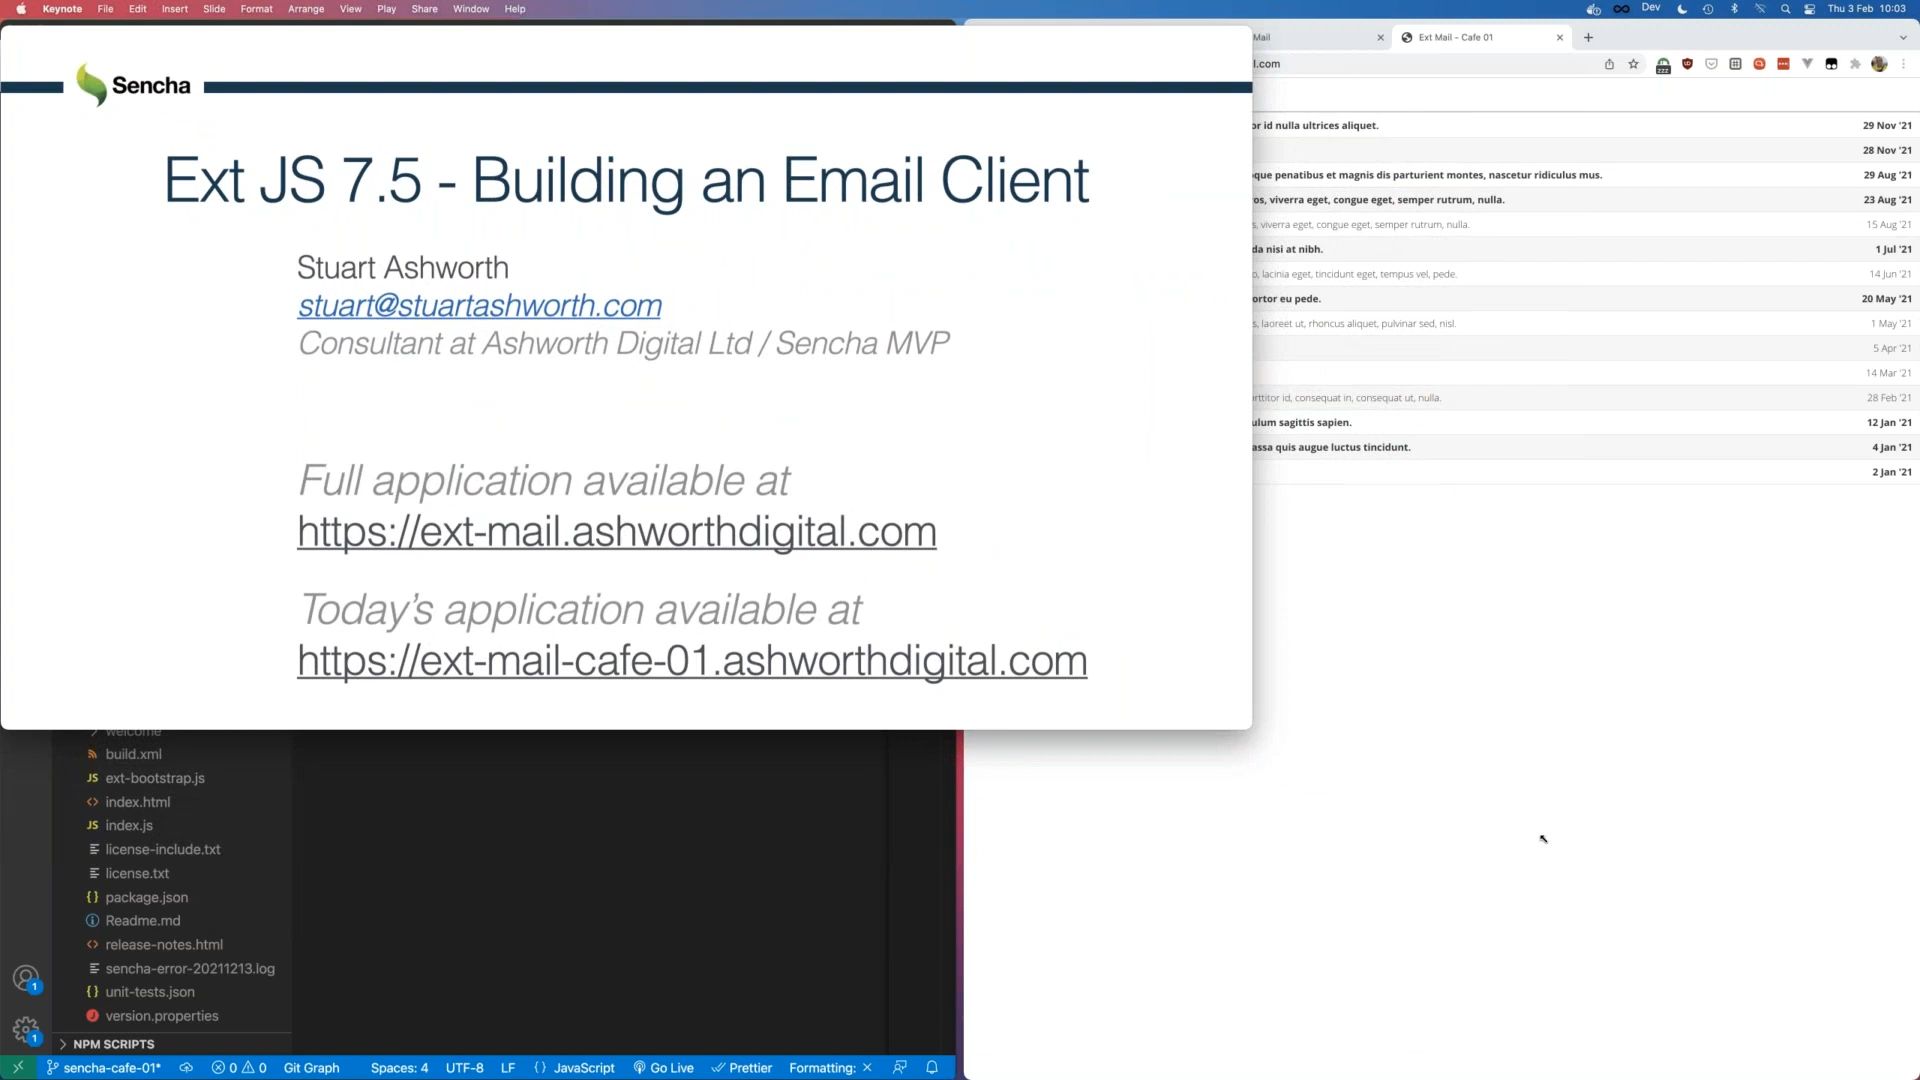 Keynote File Edit Insert Slide Format Arrange View Play Share Window Help
Dev Thu 3 Feb 10:03
Mail
Ext Mail - Cafe 01
l.com
Sencha
Ext JS 7.5 - Building an Email Client
Stuart Ashworth
stuart@stuartashworth.com
Consultant at Ashworth Digital Ltd / Sencha MVP
Full application available at
https://ext-mail.ashworthdigital.com
Today's application available at
https://ext-mail-cafe-01.ashworthdigital.com
or id nulla ultrices aliquet. 29 Nov '21
28 Nov '21
que penatibus et magnis dis parturient montes, nascetur ridiculus mus. 29 Aug '21
os, viverra eget, congue eget, semper rutrum, nulla. 23 Aug '21
s, viverra eget, congue eget, semper rutrum, nulla. 15 Aug '21
da nisi at nibh. 1 Jul '21
o, lacinia eget, tincidunt eget, tempus vel, pede. 14 Jun '21
ortor eu pede. 20 May '21
s, laoreet ut, rhoncus aliquet, pulvinar sed, nisl. 1 May '21
5 Apr '21
14 Mar '21
rttitor id, consequat in, consequat ut, nulla. 28 Feb '21
ulum sagittis sapien. 12 Jan '21
assa quis augue luctus tincidunt. 4 Jan '21
2 Jan '21
welcome
build.xml
JS ext-bootstrap.js
index.html
JS index.js
license-include.txt
license.txt
{} package.json
Readme.md
release-notes.html
sencha-error-20211213.log
{} unit-tests.json
version.properties
1
1
NPM SCRIPTS
sencha-cafe-01* 0 0 Git Graph Spaces: 4 UTF-8 LF {} JavaScript Go Live Prettier Formatting: ×